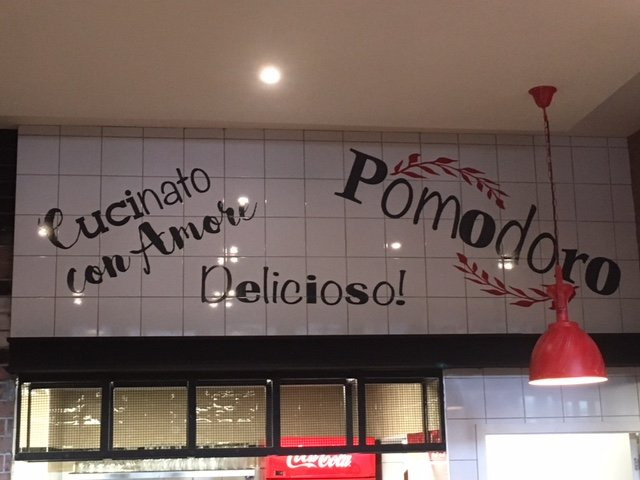 Cucinato
con Amore
Delicioso!
Pomodoro
Coca-Cola